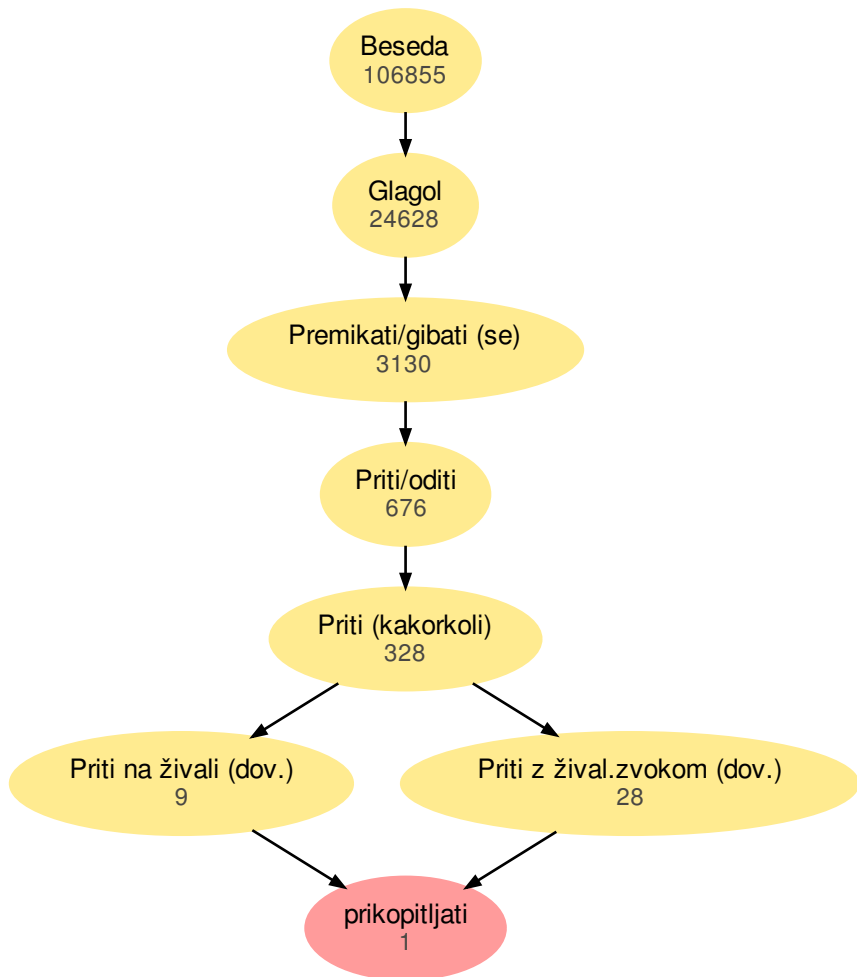 Beseda
106855
Glagol
24628
Premikati/gibati (se)
3130
Priti/oditi
676
Priti (kakorkoli)
328
Priti na živali (dov.)
9
Priti z žival.zvokom (dov.)
28
prikopitljati
1